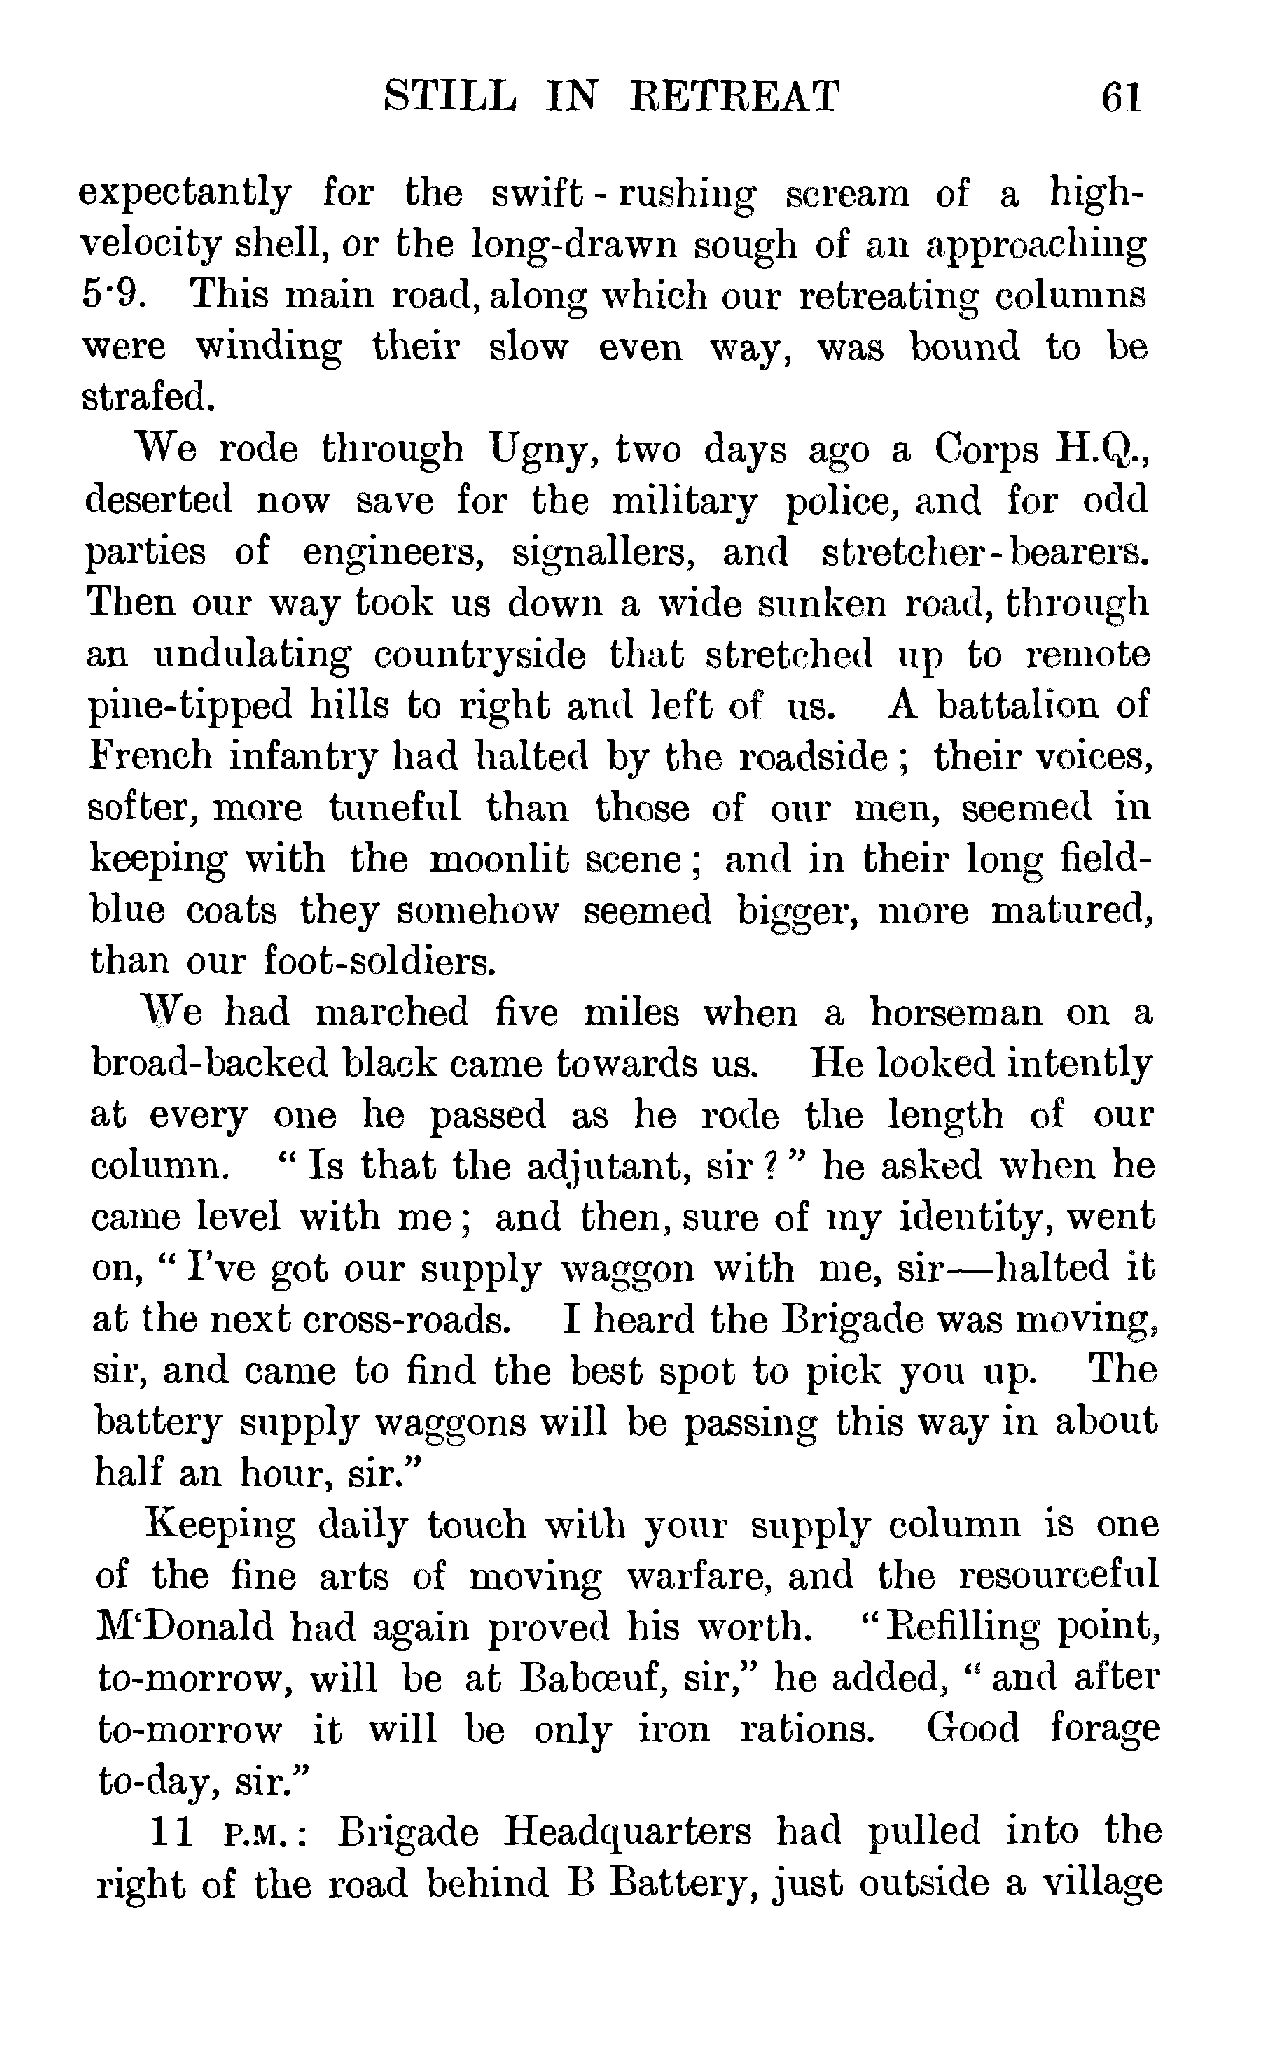 STILL IN RETREAT 61
expectantly for the swift-rushing scream of a high-
velocity shell, or the long-drawn sough of an approaching
5·9. This main road, along which our retreating columns
were winding their slow even way, was bound to be
strafed.
We rode through Ugny, two days ago a Corps H.Q.,
deserted now save for the military police, and for odd
parties of engineers, signallers, and stretcher-bearers.
Then our way took us down a wide sunken road, through
an undulating countryside that stretched up to remote
pine-tipped hills to right and left of us. A battalion of
French infantry had halted by the roadside; their voices,
softer, more tuneful than those of our men, seemed in
keeping with the moonlit scene; and in their long field-
blue coats they somehow seemed bigger, more matured,
than our foot-soldiers.
We had marched five miles when a horseman on a
broad-backed black came towards us. He looked intently
at every one he passed as he rode the length of our
column. “Is that the adjutant, sir?” he asked when he
came level with me; and then, sure of my identity, went
on, “I’ve got our supply waggon with me, sir—halted it
at the next cross-roads. I heard the Brigade was moving,
sir, and came to find the best spot to pick you up. The
battery supply waggons will be passing this way in about
half an hour, sir.”
Keeping daily touch with your supply column is one
of the fine arts of moving warfare, and the resourceful
M‘Donald had again proved his worth. “Refilling point,
to-morrow, will be at Babœuf, sir,” he added, “and after
to-morrow it will be only iron rations. Good forage
to-day, sir.”
11 P.M.: Brigade Headquarters had pulled into the
right of the road behind B Battery, just outside a village